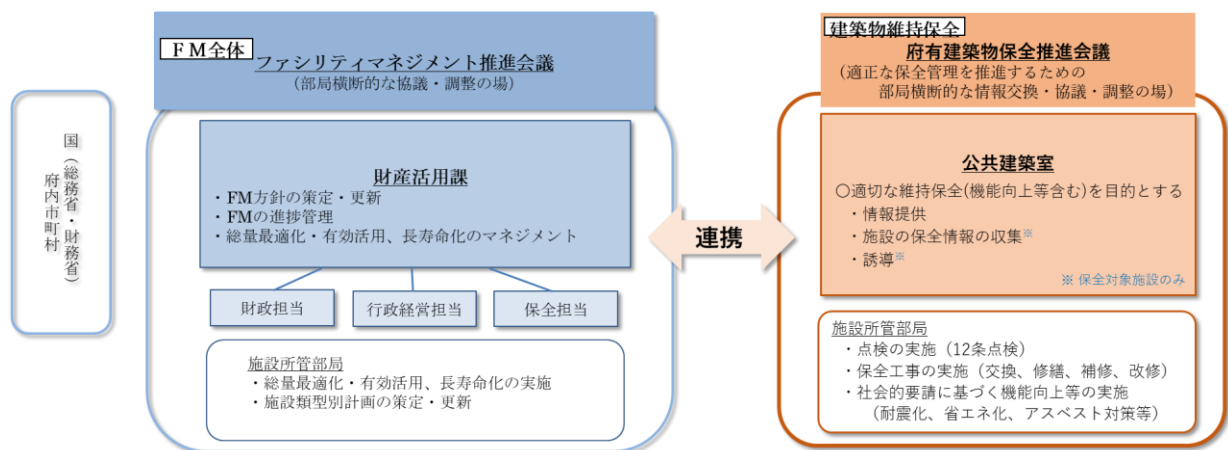 国(総務省・財務省)
府内市町村
FM全体
ファシリティマネジメント推進会議
(部局横断的な協議・調整の場)
財産活用課
・FM方針の策定・更新
・FMの進捗管理
・総量最適化・有効活用、長寿命化のマネジメント
財政担当
行政経営担当
保全担当
施設所管部局
・総量最適化・有効活用、長寿命化の実施
・施設類型別計画の策定・更新
連携
建築物維持保全
府有建築物保全推進会議
(適正な保全管理を推進するための
部局横断的な情報交換・協議・調整の場)
公共建築室
〇適切な維持保全(機能向上等含む)を目的とする
・情報提供
・施設の保全情報の収集※
・誘導※
※ 保全対象施設のみ
施設所管部局
・点検の実施(12条点検)
・保全工事の実施(交換、修繕、補修、改修)
・社会的要請に基づく機能向上等の実施
(耐震化、省エネ化、アスベスト対策等)